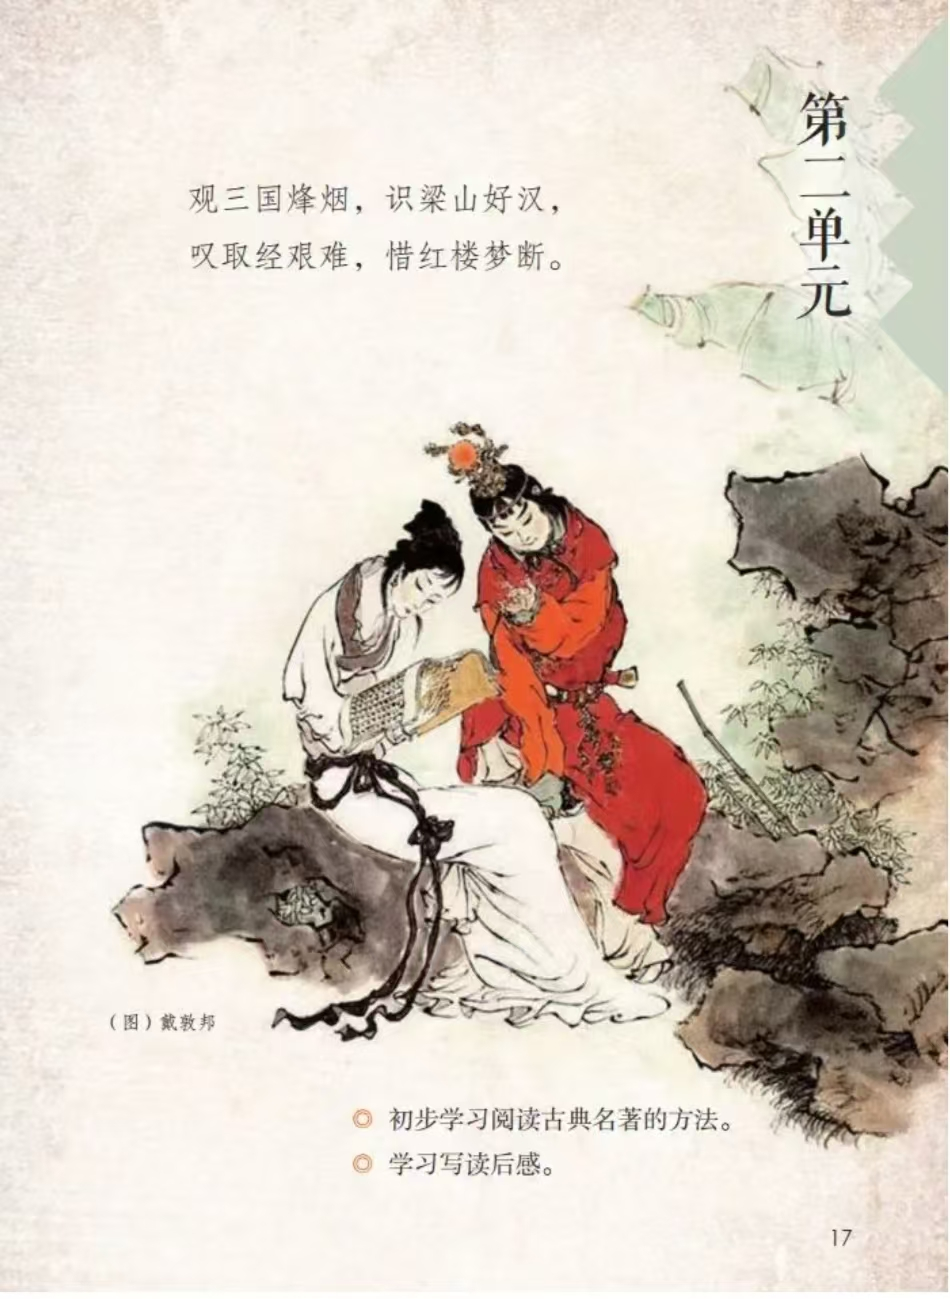 第二单元
观三国烽烟，识梁山好汉，
叹取经艰难，惜红楼梦断。
（图）戴敦邦
◎ 初步学习阅读古典名著的方法。
◎ 学习写读后感。
17